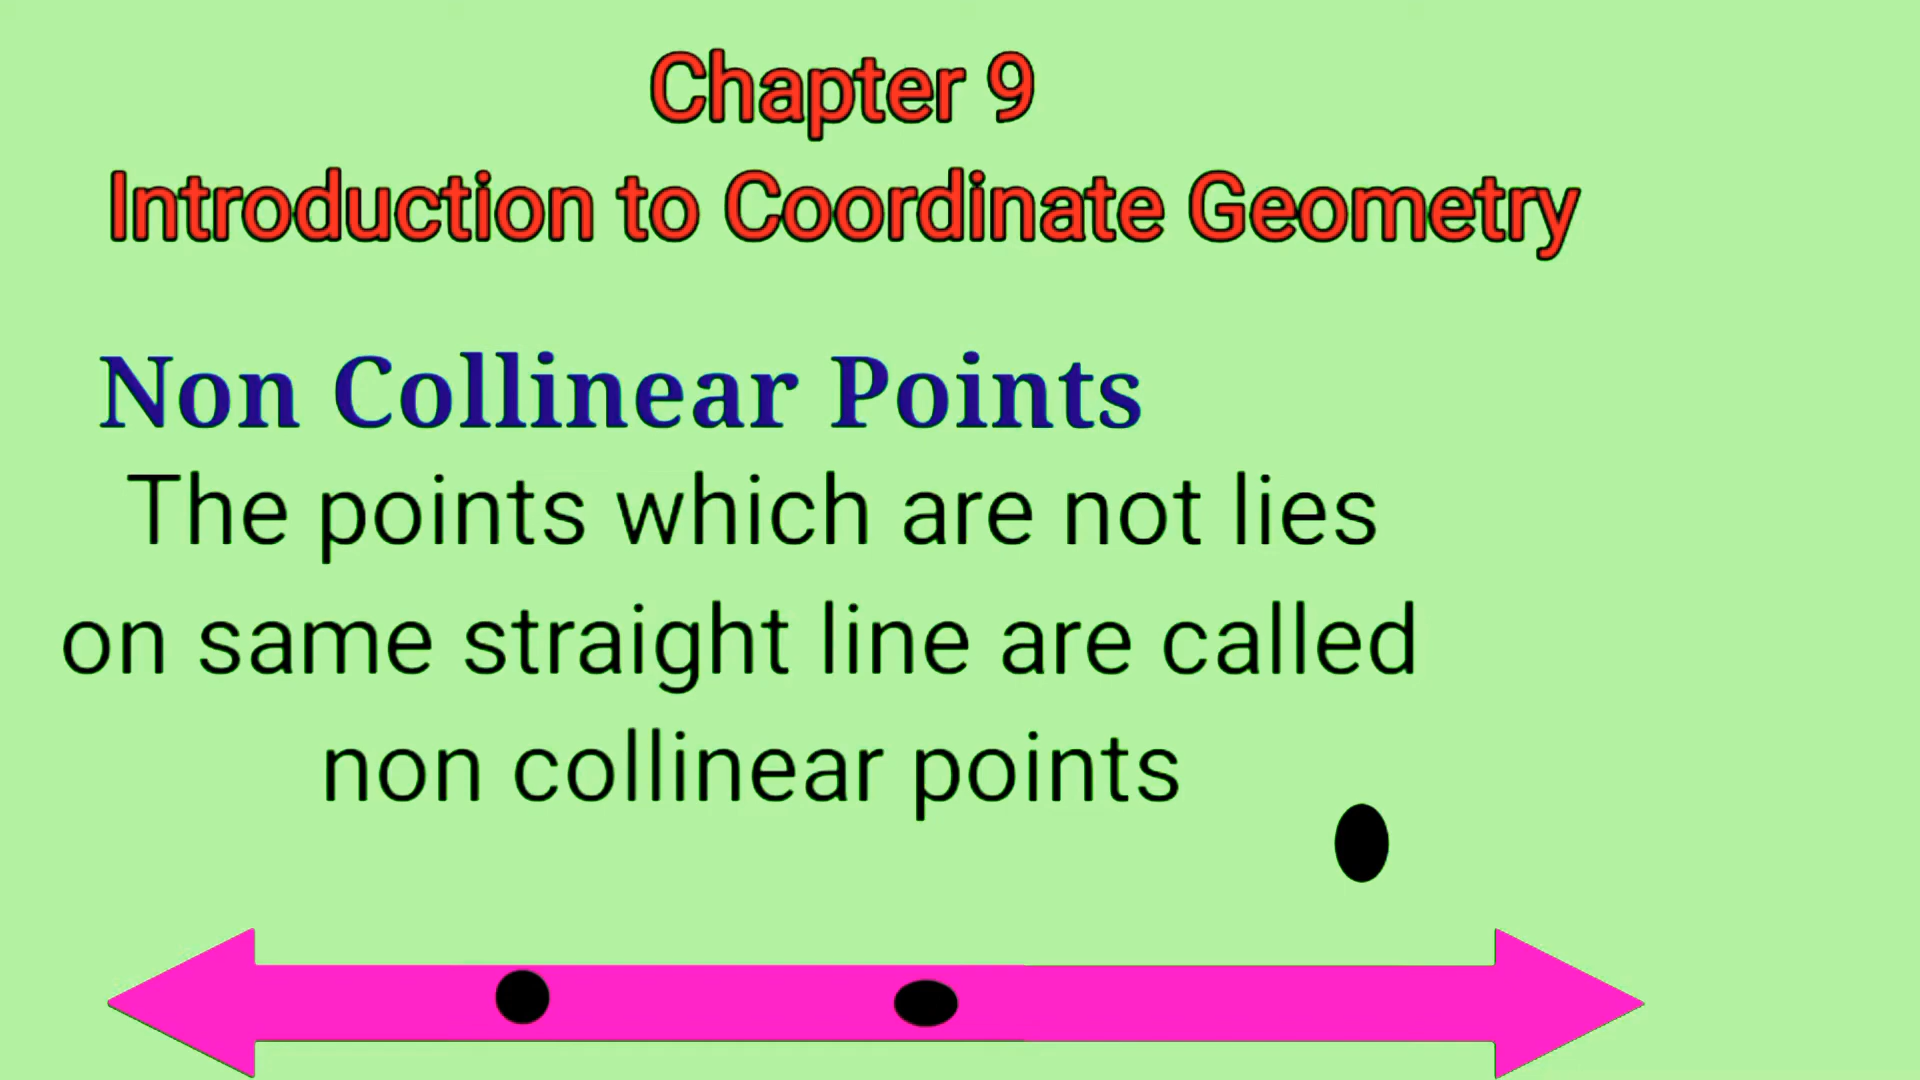 Chapter 9
Introduction to Coordinate Geometry
Non Collinear Points
The points which are not lies
on same straight line are called
non collinear points